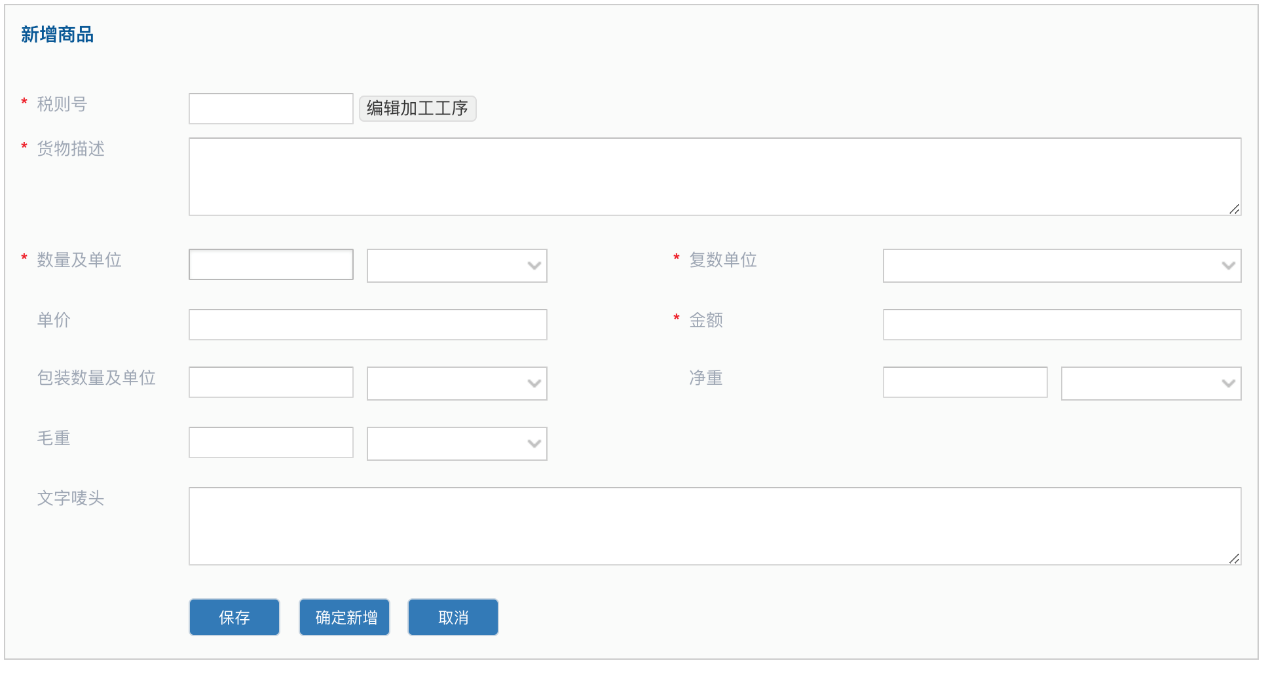 新增商品
* 税则号 编辑加工工序
* 货物描述
* 数量及单位 * 复数单位
单价 * 金额
包装数量及单位 净重
毛重
文字唛头
保存 确定新增 取消